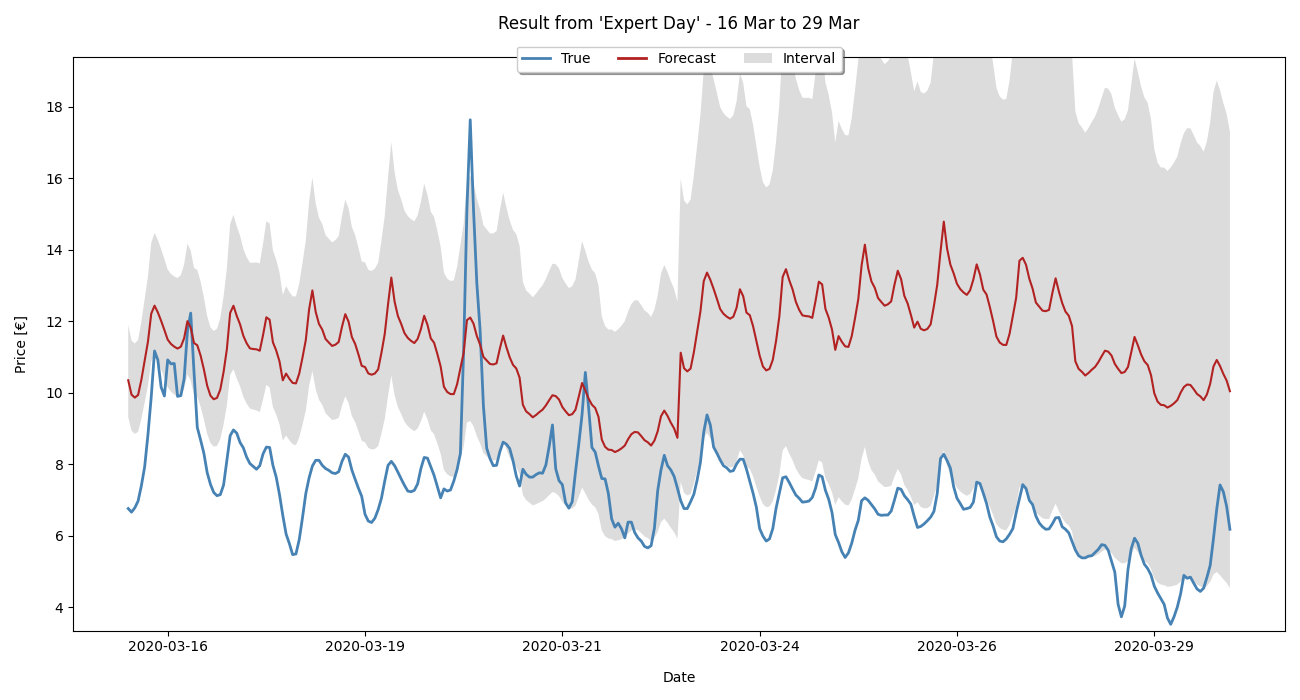 Result from 'Expert Day' - 16 Mar to 29 Mar
True Forecast Interval
18
16
14
12
10
8
6
4
Price [€]
2020-03-16 2020-03-19 2020-03-21 2020-03-24 2020-03-26 2020-03-29
Date